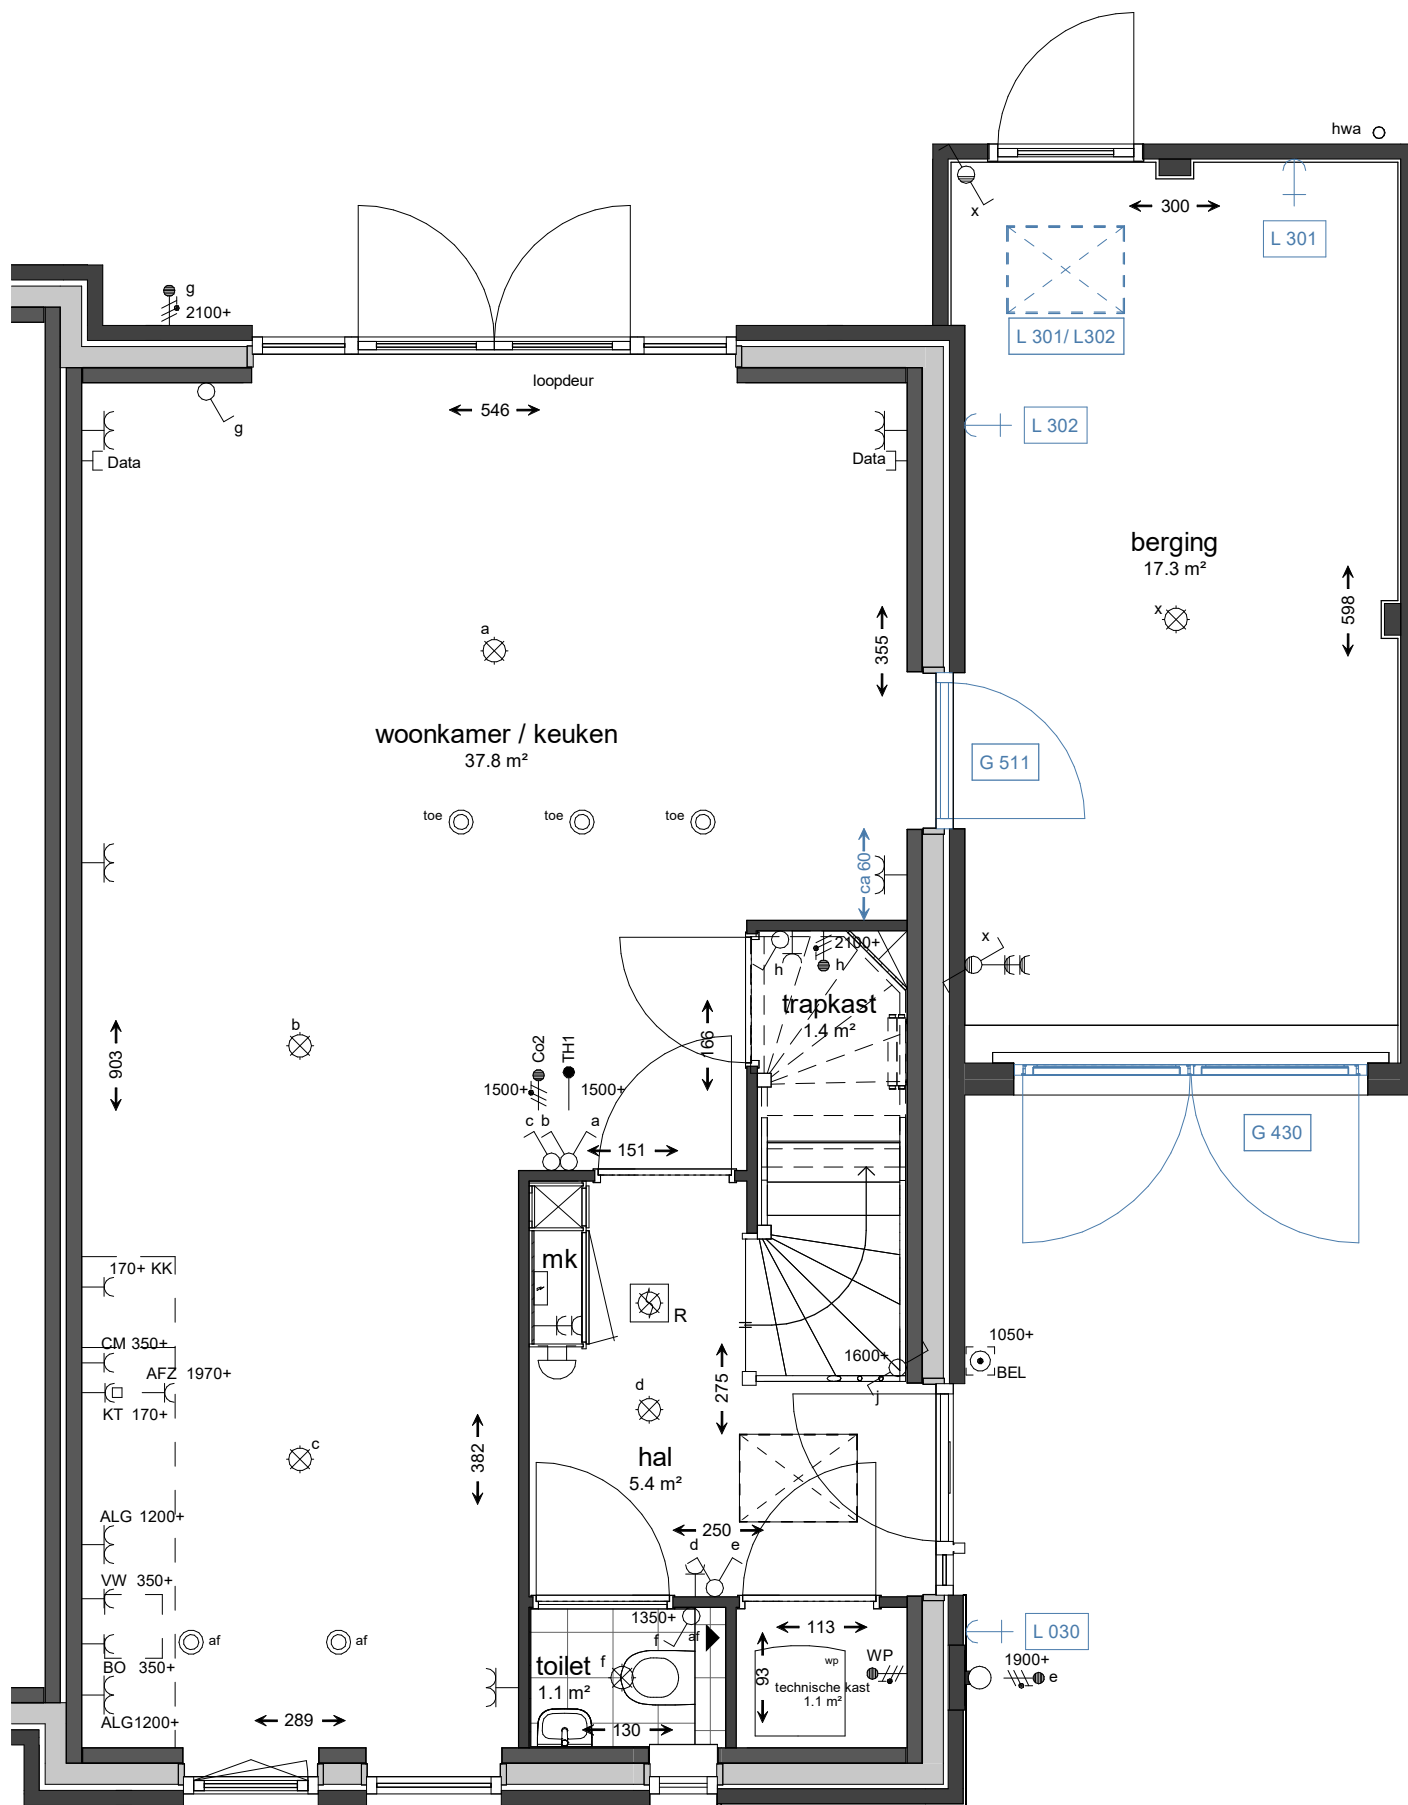 hwa
x
300
L 301
L 301/ L302
g
2100+
loopdeur
546
g
L 302
Data
Data
berging
17.3 m²
598
x
a
355
woonkamer / keuken
37.8 m²
G 511
toe
toe
toe
ca 60
x
2100+
h
h
trapkast
1.4 m²
166
b
903
Co2
TH1
1500+
1500+
c
b
a
151
G 430
mk
170+ KK
R
CM 350+
AFZ 1970+
KT 170+
1050+
BEL
1600+
j
275
d
c
382
hal
5.4 m²
ALG 1200+
250
d
e
VW 350+
1350+
f
af
113
L 030
af
af
BO 350+
toilet
1.1 m²
f
93
wp
WP
technische kast
1.1 m²
1900+
e
ALG1200+
289
130